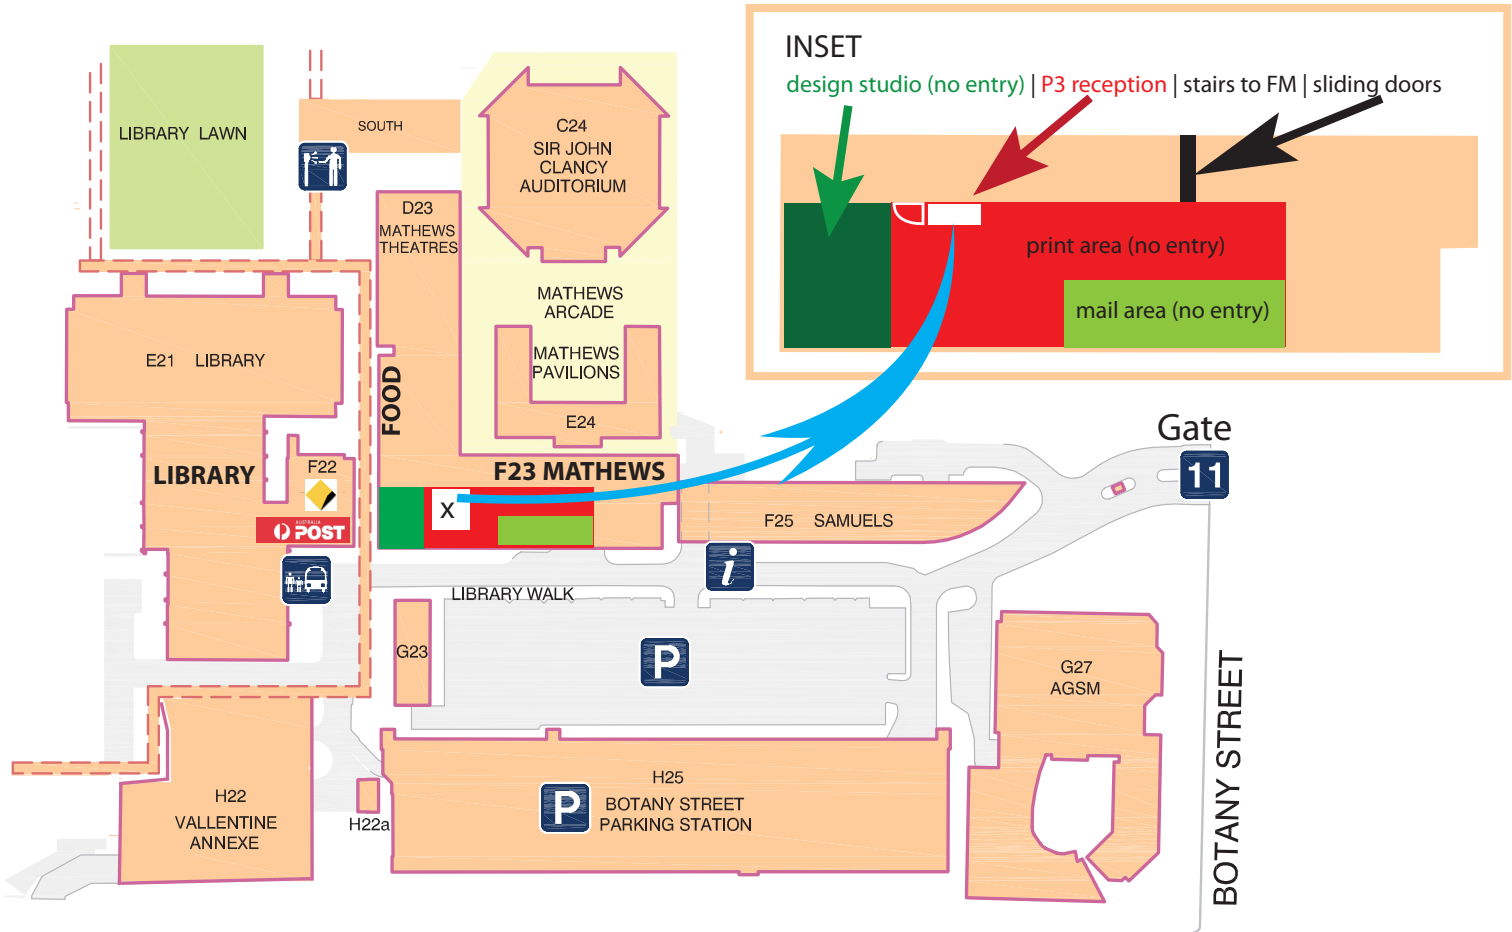 INSET
design studio (no entry) | P3 reception | stairs to FM | sliding doors
print area (no entry)
mail area (no entry)
LIBRARY LAWN
SOUTH
C24
SIR JOHN
CLANCY
AUDITORIUM
D23
MATHEWS
THEATRES
MATHEWS
ARCADE
MATHEWS
PAVILIONS
E24
E21 LIBRARY
FOOD
LIBRARY
F22
AUSTRALIA
POST
F23 MATHEWS
X
F25 SAMUELS
Gate
11
i
LIBRARY WALK
G23
P
G27
AGSM
BOTANY STREET
H25
P
BOTANY STREET
PARKING STATION
H22
VALLENTINE
ANNEXE
H22a